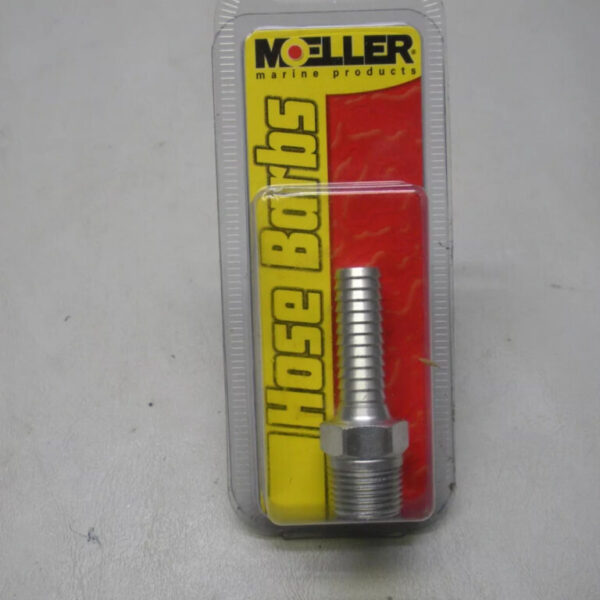 MOELLER®
marine products
Hose Barbs